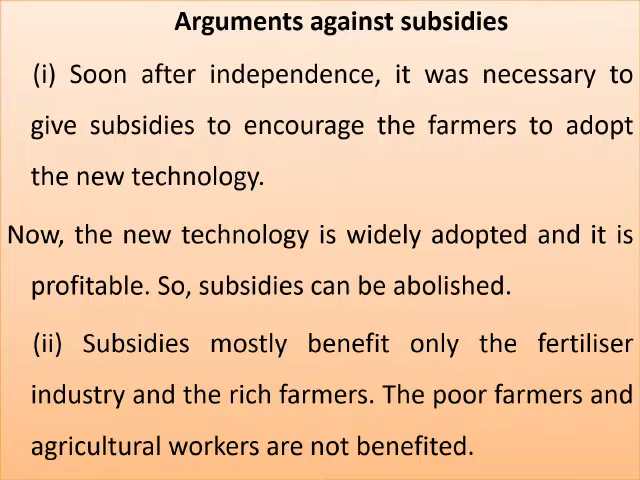 Arguments against subsidies
(i) Soon after independence, it was necessary to
give subsidies to encourage the farmers to adopt
the new technology.
Now, the new technology is widely adopted and it is
profitable. So, subsidies can be abolished.
(ii) Subsidies mostly benefit only the fertiliser
industry and the rich farmers. The poor farmers and
agricultural workers are not benefited.